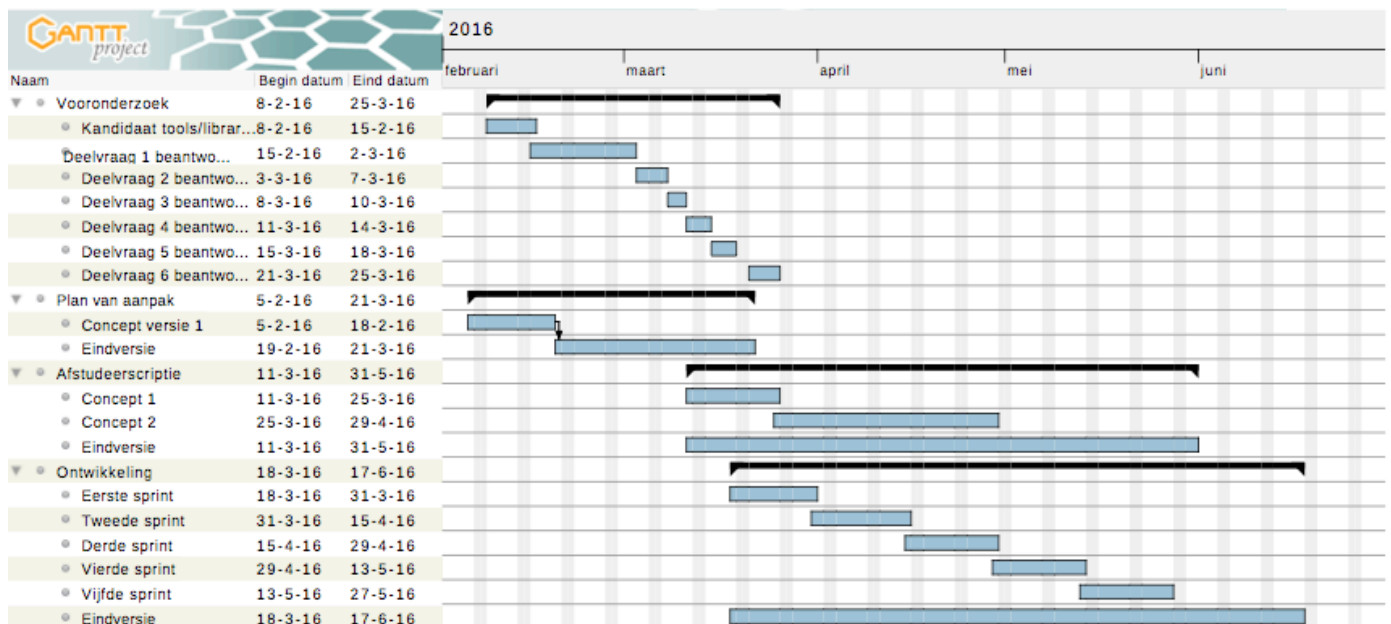 GANTT project
2016
februari maart april mei juni
Naam Begin datum Eind datum
Vooronderzoek 8-2-16 25-3-16
Kandidaat tools/librar... 8-2-16 15-2-16
Deelvraag 1 beantwo... 15-2-16 2-3-16
Deelvraag 2 beantwo... 3-3-16 7-3-16
Deelvraag 3 beantwo... 8-3-16 10-3-16
Deelvraag 4 beantwo... 11-3-16 14-3-16
Deelvraag 5 beantwo... 15-3-16 18-3-16
Deelvraag 6 beantwo... 21-3-16 25-3-16
Plan van aanpak 5-2-16 21-3-16
Concept versie 1 5-2-16 18-2-16
Eindversie 19-2-16 21-3-16
Afstudeerscriptie 11-3-16 31-5-16
Concept 1 11-3-16 25-3-16
Concept 2 25-3-16 29-4-16
Eindversie 11-3-16 31-5-16
Ontwikkeling 18-3-16 17-6-16
Eerste sprint 18-3-16 31-3-16
Tweede sprint 31-3-16 15-4-16
Derde sprint 15-4-16 29-4-16
Vierde sprint 29-4-16 13-5-16
Vijfde sprint 13-5-16 27-5-16
Eindversie 18-3-16 17-6-16